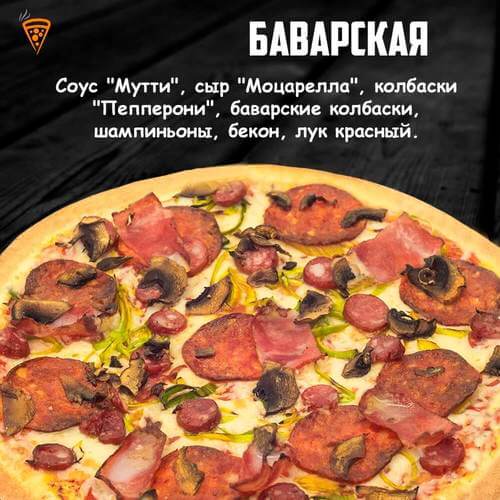 БАВАРСКАЯ
Соус "Мутти", сыр "Моцарелла", колбаски
"Пепперони", баварские колбаски,
шампиньоны, бекон, лук красный.